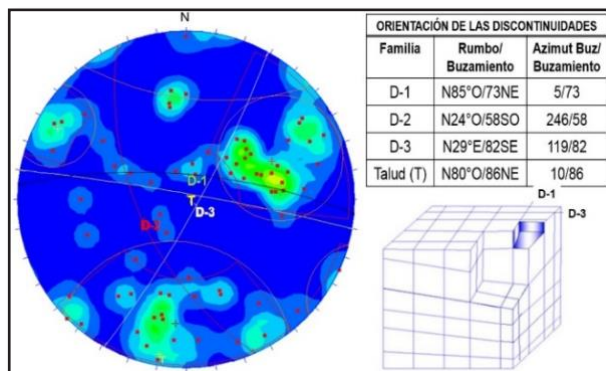 N
D-1
T
D-3
D-2
ORIENTACIÓN DE LAS DISCONTINUIDADES
Familia Rumbo/ Buzamiento Azimut Buz/ Buzamiento
D-1 N85°O/73NE 5/73
D-2 N24°O/58SO 246/58
D-3 N29°E/82SE 119/82
Talud (T) N80°O/86NE 10/86
D-1
D-3